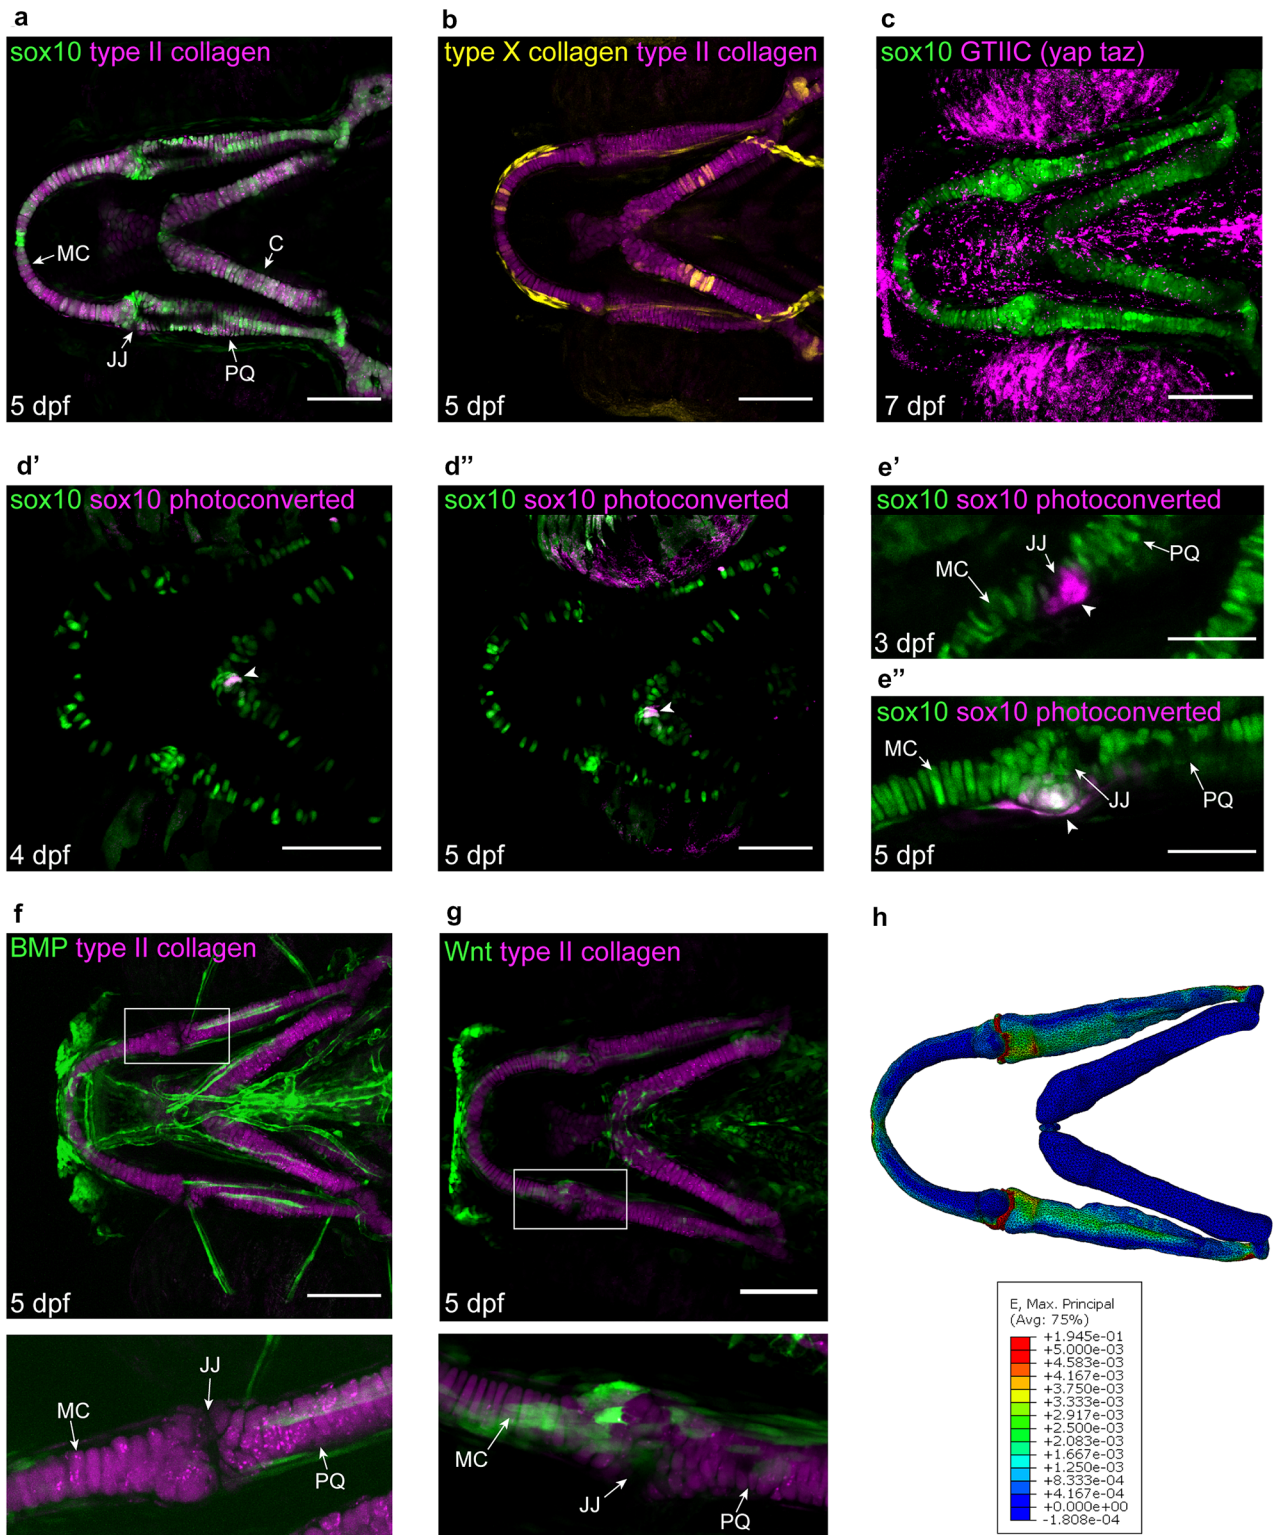 a
sox10 type II collagen
MC
C
JJ
PQ
5 dpf
b
type X collagen type II collagen
5 dpf
c
sox10 GTIIC (yap taz)
7 dpf
d’
sox10 sox10 photoconverted
4 dpf
d”
sox10 sox10 photoconverted
5 dpf
e’
sox10 sox10 photoconverted
JJ
PQ
MC
3 dpf
e”
sox10 sox10 photoconverted
MC
JJ
PQ
5 dpf
f
BMP type II collagen
5 dpf
JJ
MC
PQ
g
Wnt type II collagen
5 dpf
MC
JJ
PQ
h
E, Max. Principal
(Avg: 75%)
+1.945e-01
+5.000e-03
+4.583e-03
+4.167e-03
+3.750e-03
+3.333e-03
+2.917e-03
+2.500e-03
+2.083e-03
+1.667e-03
+1.250e-03
+8.333e-04
+4.167e-04
+0.000e+00
-1.808e-04